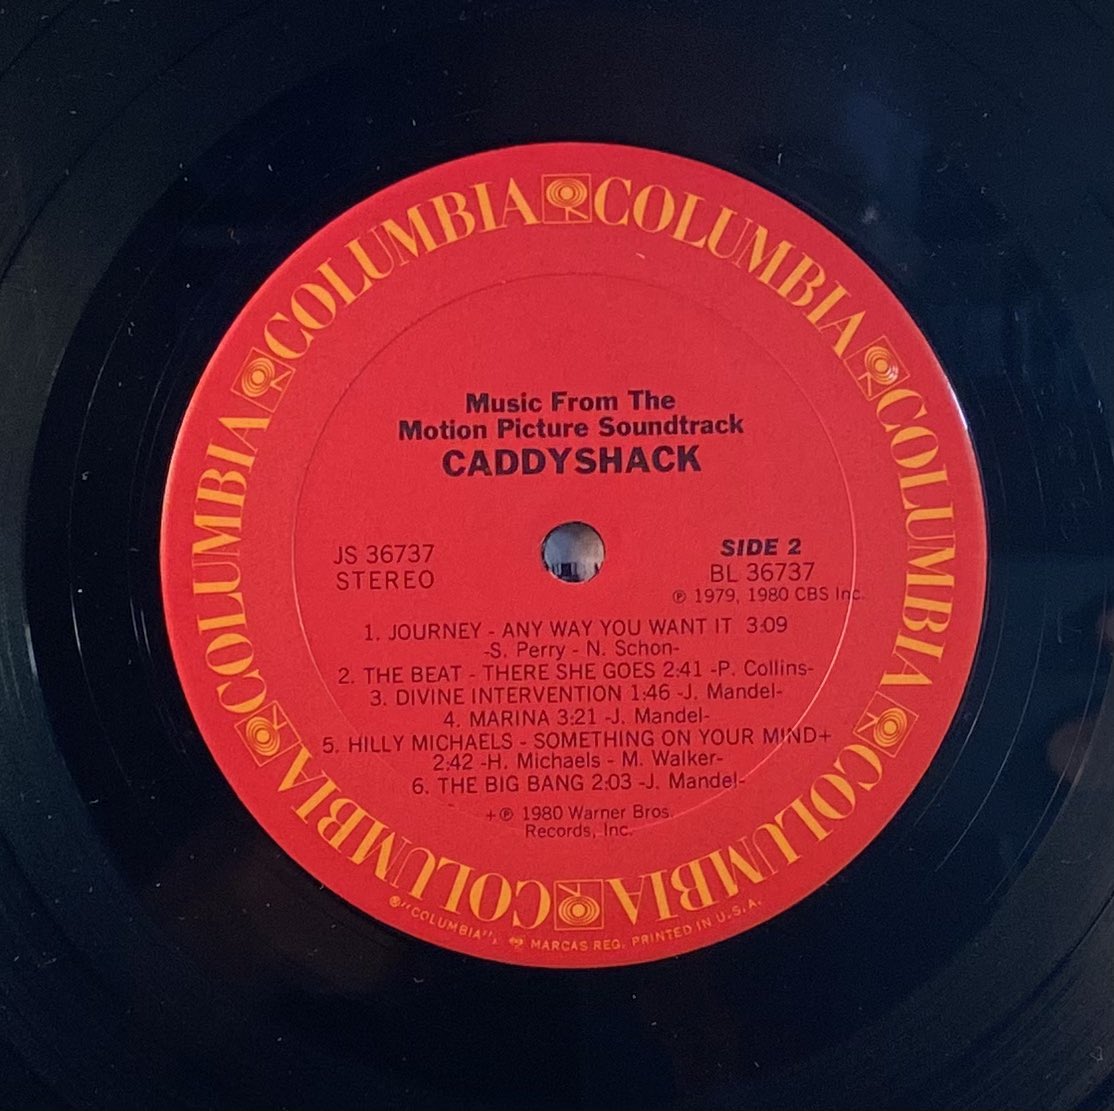 COLUMBIA COLUMBIA COLUMBIA COLUMBIA COLUMBIA COLUMBIA COLUMBIA COLUMBIA
Music From The
Motion Picture Soundtrack
CADDYSHACK
JS 36737
STEREO
SIDE 2
BL 36737
℗ 1979, 1980 CBS Inc.
1. JOURNEY - ANY WAY YOU WANT IT 3:09
-S. Perry - N. Schon-
2. THE BEAT - THERE SHE GOES 2:41 -P. Collins-
3. DIVINE INTERVENTION 1:46 -J. Mandel-
4. MARINA 3:21 -J. Mandel-
5. HILLY MICHAELS - SOMETHING ON YOUR MIND+
2:42 -H. Michaels - M. Walker-
6. THE BIG BANG 2:03 -J. Mandel-
+℗ 1980 Warner Bros.
Records, Inc.
®"COLUMBIA", MARCAS REG. PRINTED IN U.S.A.